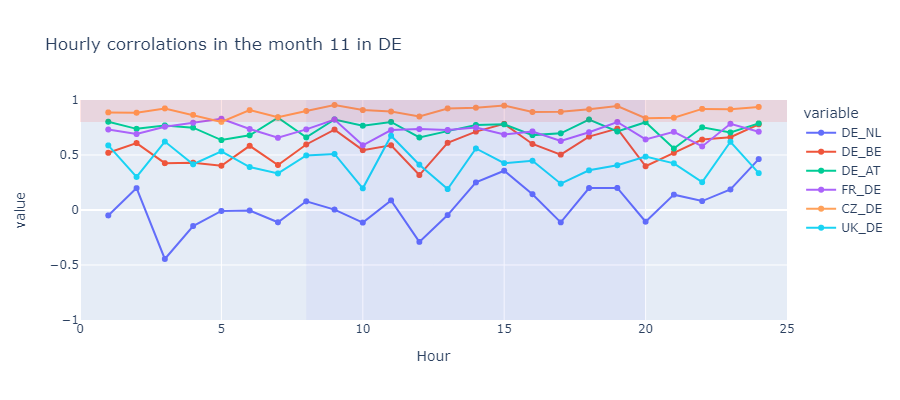 Hourly corrolations in the month 11 in DE
variable
DE_NL
DE_BE
DE_AT
FR_DE
CZ_DE
UK_DE
value
1
0.5
0
−0.5
−1
0
5
10
15
20
25
Hour